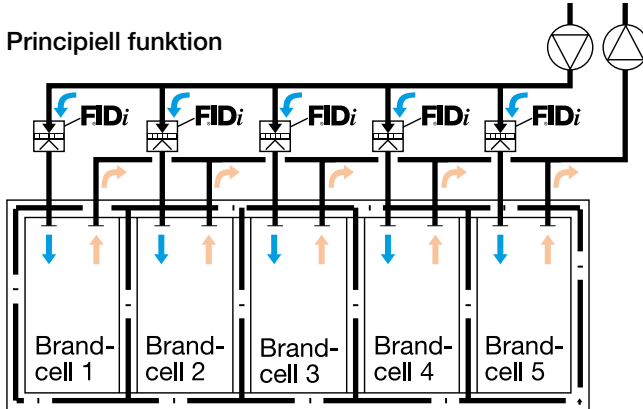 Principiell funktion
FIDi FIDi FIDi FIDi FIDi
Brand-
cell 1
Brand-
cell 2
Brand-
cell 3
Brand-
cell 4
Brand-
cell 5